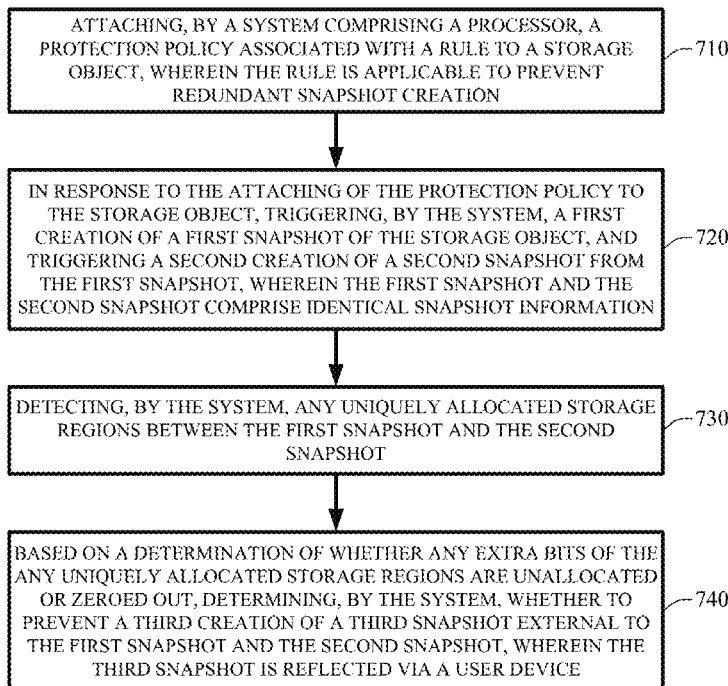 ATTACHING, BY A SYSTEM COMPRISING A PROCESSOR, A
PROTECTION POLICY ASSOCIATED WITH A RULE TO A STORAGE
OBJECT, WHEREIN THE RULE IS APPLICABLE TO PREVENT
REDUNDANT SNAPSHOT CREATION
710
IN RESPONSE TO THE ATTACHING OF THE PROTECTION POLICY TO
THE STORAGE OBJECT, TRIGGERING, BY THE SYSTEM, A FIRST
CREATION OF A FIRST SNAPSHOT OF THE STORAGE OBJECT, AND
TRIGGERING A SECOND CREATION OF A SECOND SNAPSHOT FROM
THE FIRST SNAPSHOT, WHEREIN THE FIRST SNAPSHOT AND THE
SECOND SNAPSHOT COMPRISE IDENTICAL SNAPSHOT INFORMATION
720
DETECTING, BY THE SYSTEM, ANY UNIQUELY ALLOCATED STORAGE
REGIONS BETWEEN THE FIRST SNAPSHOT AND THE SECOND
SNAPSHOT
730
BASED ON A DETERMINATION OF WHETHER ANY EXTRA BITS OF THE
ANY UNIQUELY ALLOCATED STORAGE REGIONS ARE UNALLOCATED
OR ZEROED OUT, DETERMINING, BY THE SYSTEM, WHETHER TO
PREVENT A THIRD CREATION OF A THIRD SNAPSHOT EXTERNAL TO
THE FIRST SNAPSHOT AND THE SECOND SNAPSHOT, WHEREIN THE
THIRD SNAPSHOT IS REFLECTED VIA A USER DEVICE
740